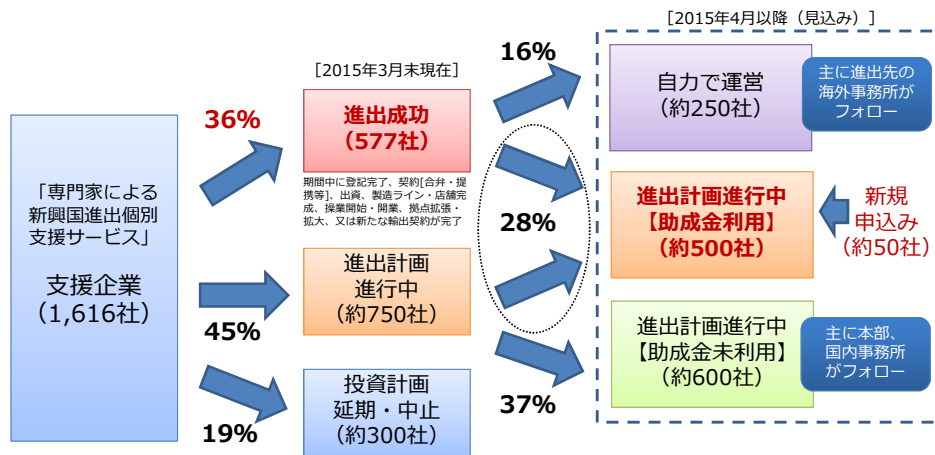 ［2015年4月以降（見込み）］
［2015年3月末現在］
「専門家による
新興国進出個別
支援サービス」
支援企業
（1,616社）
36%
45%
19%
進出成功
（577社）
期間中に登記完了、契約[合弁・提
携等]、出資、製造ライン・店舗完
成、操業開始・開業、拠点拡張・
拡大、又は新たな輸出契約が完了
進出計画
進行中
（約750社）
投資計画
延期・中止
（約300社）
16%
28%
37%
自力で運営
（約250社）
主に進出先の
海外事務所が
フォロー
進出計画進行中
【助成金利用】
（約500社）
新規
申込み
（約50社）
進出計画進行中
【助成金未利用】
（約600社）
主に本部、
国内事務所
がフォロー